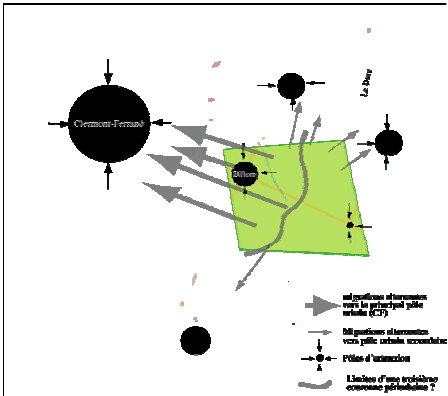 La Dore
Clermont-Ferrand
Billom
migrations alternantes
vers le principal pôle
urbain (CF)
Migrations alternantes
vers pôle urbain secondaire
Pôles d'attraction
Limites d'une troisième
couronne périurbaine ?